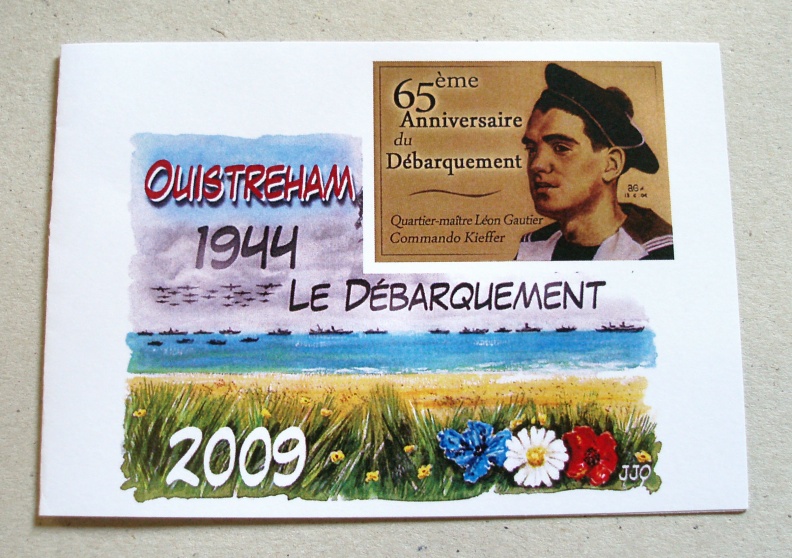 65ème
Anniversaire
du
Débarquement
Quartier-maître Léon Gautier
Commando Kieffer
OUISTREHAM
1944
LE DÉBARQUEMENT
2009
JJO